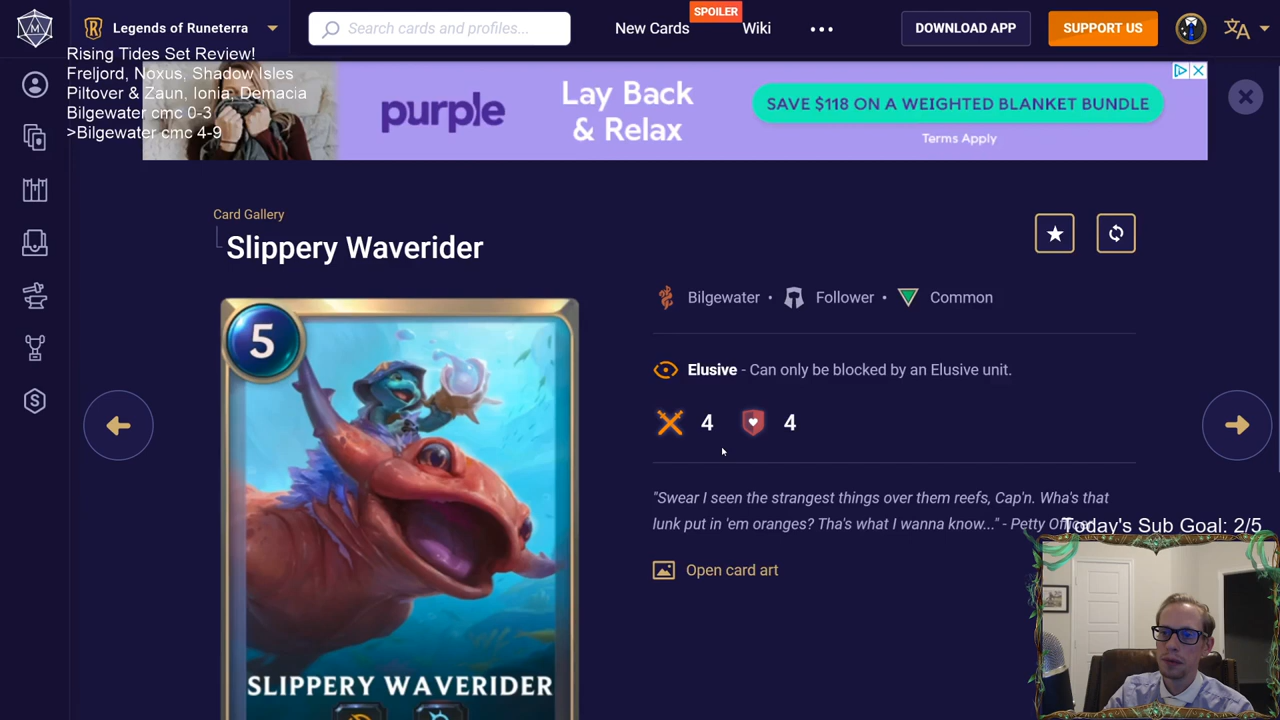 Legends of Runeterra
Search cards and profiles...
New Cards
SPOILER
Wiki
DOWNLOAD APP
SUPPORT US
Rising Tides Set Review!
Freljord, Noxus, Shadow Isles
Piltover & Zaun, Ionia, Demacia
Bilgewater cmc 0-3
>Bilgewater cmc 4-9
purple
Lay Back
& Relax
SAVE $118 ON A WEIGHTED BLANKET BUNDLE
Terms Apply
Card Gallery
Slippery Waverider
5
SLIPPERY WAVERIDER
Bilgewater • Follower • Common
Elusive - Can only be blocked by an Elusive unit.
4 4
"Swear I seen the strangest things over them reefs, Cap'n. Wha's that
lunk put in 'em oranges? Tha's what I wanna know..." - Petty
Open card art
Today's Sub Goal: 2/5